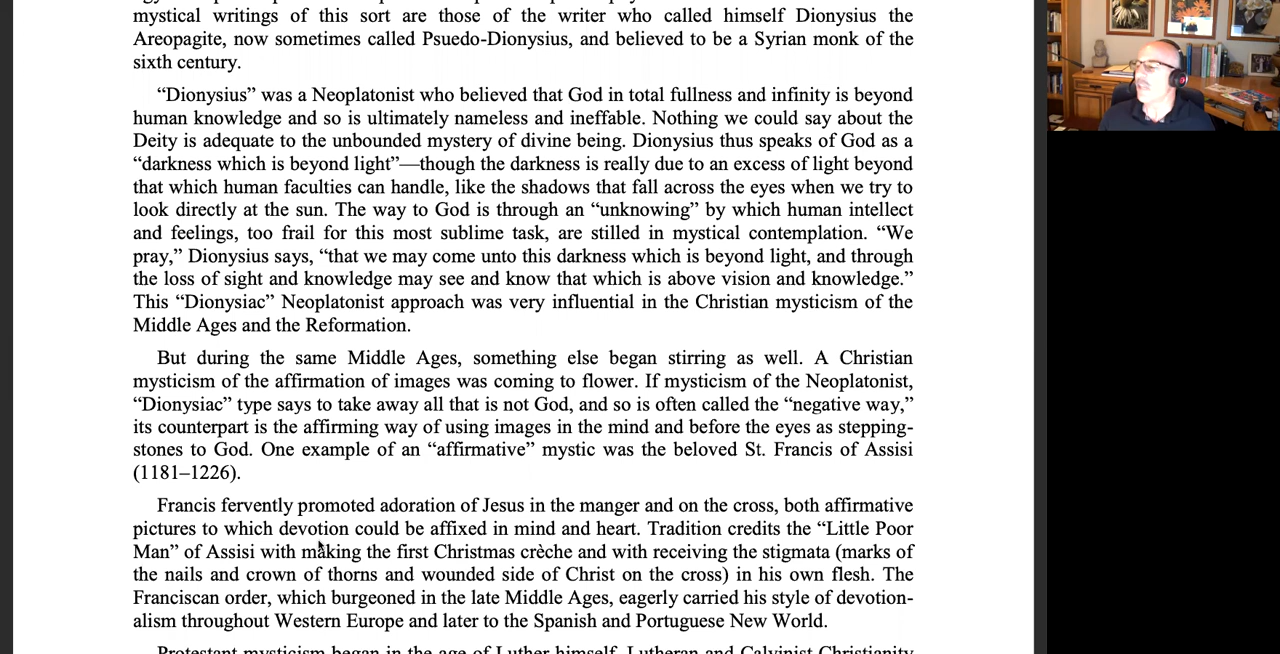 mystical writings of this sort are those of the writer who called himself Dionysius the
Areopagite, now sometimes called Psuedo-Dionysius, and believed to be a Syrian monk of the
sixth century.
“Dionysius” was a Neoplatonist who believed that God in total fullness and infinity is beyond
human knowledge and so is ultimately nameless and ineffable. Nothing we could say about the
Deity is adequate to the unbounded mystery of divine being. Dionysius thus speaks of God as a
“darkness which is beyond light”—though the darkness is really due to an excess of light beyond
that which human faculties can handle, like the shadows that fall across the eyes when we try to
look directly at the sun. The way to God is through an “unknowing” by which human intellect
and feelings, too frail for this most sublime task, are stilled in mystical contemplation. “We
pray,” Dionysius says, “that we may come unto this darkness which is beyond light, and through
the loss of sight and knowledge may see and know that which is above vision and knowledge.”
This “Dionysiac” Neoplatonist approach was very influential in the Christian mysticism of the
Middle Ages and the Reformation.
But during the same Middle Ages, something else began stirring as well. A Christian
mysticism of the affirmation of images was coming to flower. If mysticism of the Neoplatonist,
“Dionysiac” type says to take away all that is not God, and so is often called the “negative way,”
its counterpart is the affirming way of using images in the mind and before the eyes as stepping-
stones to God. One example of an “affirmative” mystic was the beloved St. Francis of Assisi
(1181–1226).
Francis fervently promoted adoration of Jesus in the manger and on the cross, both affirmative
pictures to which devotion could be affixed in mind and heart. Tradition credits the “Little Poor
Man” of Assisi with making the first Christmas crèche and with receiving the stigmata (marks of
the nails and crown of thorns and wounded side of Christ on the cross) in his own flesh. The
Franciscan order, which burgeoned in the late Middle Ages, eagerly carried his style of devotion-
alism throughout Western Europe and later to the Spanish and Portuguese New World.
Protestant mysticism began in the age of Luther himself. Lutheran and Calvinist Christianity